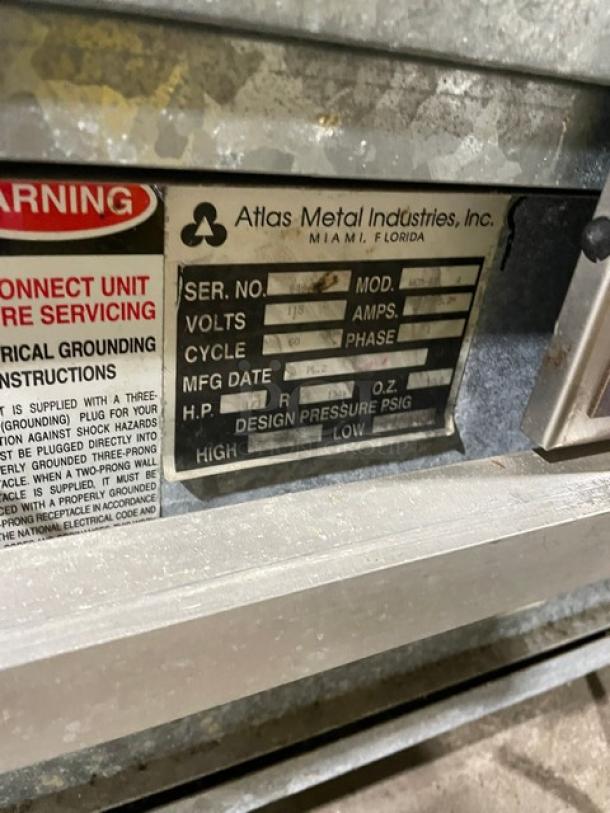 ARNING
ONNECT UNIT
RE SERVICING
RICAL GROUNDING
NSTRUCTIONS
T IS SUPPLIED WITH A THREE-
(GROUNDING) PLUG FOR YOUR
TION AGAINST SHOCK HAZARDS
ST BE PLUGGED DIRECTLY INTO
ERLY GROUNDED THREE-PRONG
ACLE. WHEN A TWO-PRONG WALL
ACLE IS SUPPLIED, IT MUST BE
CED WITH A PROPERLY GROUNDED
-PRONG RECEPTACLE IN ACCORDANCE
THE NATIONAL ELECTRICAL CODE AND
Atlas Metal Industries, Inc.
MIAMI, FLORIDA
SER. NO. MOD.
VOLTS 115 AMPS.
CYCLE 60 PHASE
MFG DATE
H.P. R O.Z.
DESIGN PRESSURE PSIG
HIGH LOW